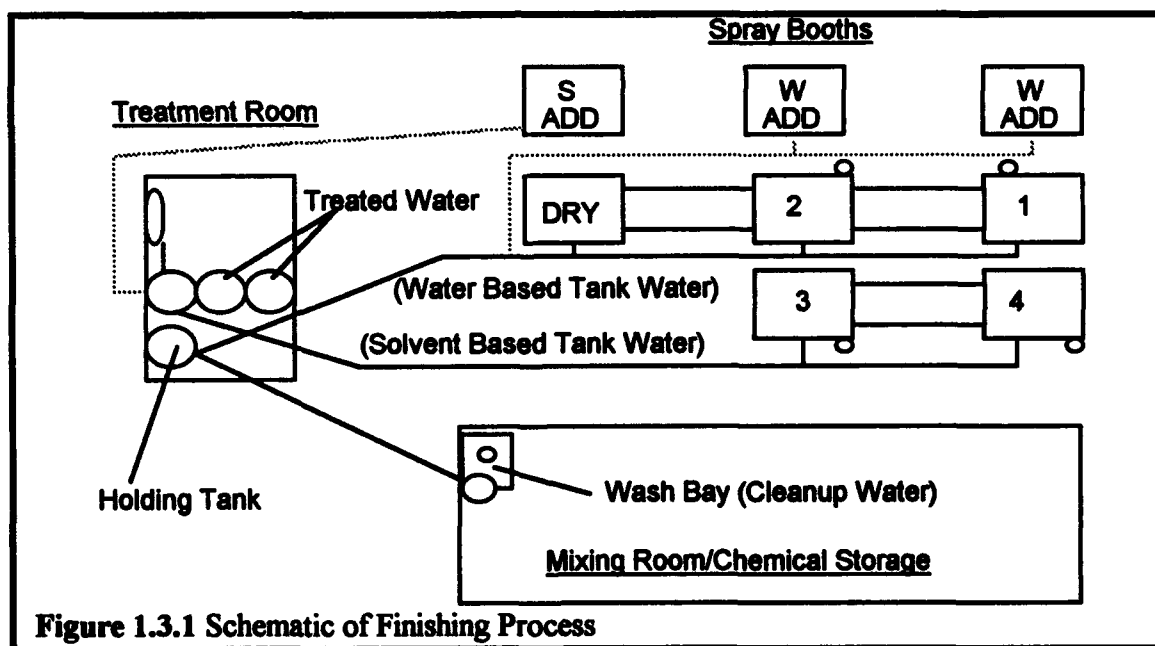 Spray Booths
S
ADD
W
ADD
W
ADD
Treatment Room
Treated Water
DRY
2
1
(Water Based Tank Water)
3
4
(Solvent Based Tank Water)
Holding Tank
Wash Bay (Cleanup Water)
Mixing Room/Chemical Storage
Figure 1.3.1 Schematic of Finishing Process